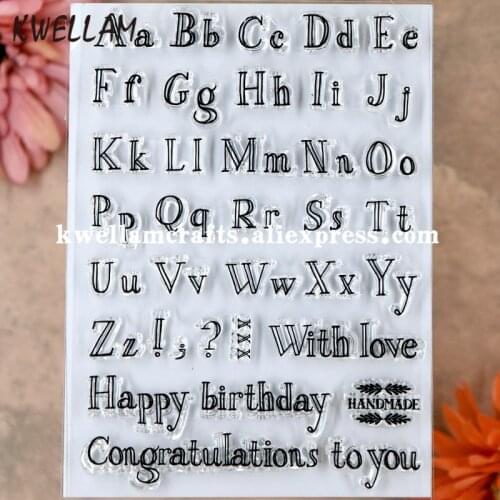 KWELLAM
Aa Bb Cc Dd Ee
Ff Gg Hh Ii Jj
Kk Ll Mm Nn Oo
Pp Qq Rr Ss Tt
kwellamcrafts.aliexpress.com
Uu Vv Ww Xx Yy
Zz ! ; ? XXX With love
Happy birthday HANDMADE
Congratulations to you